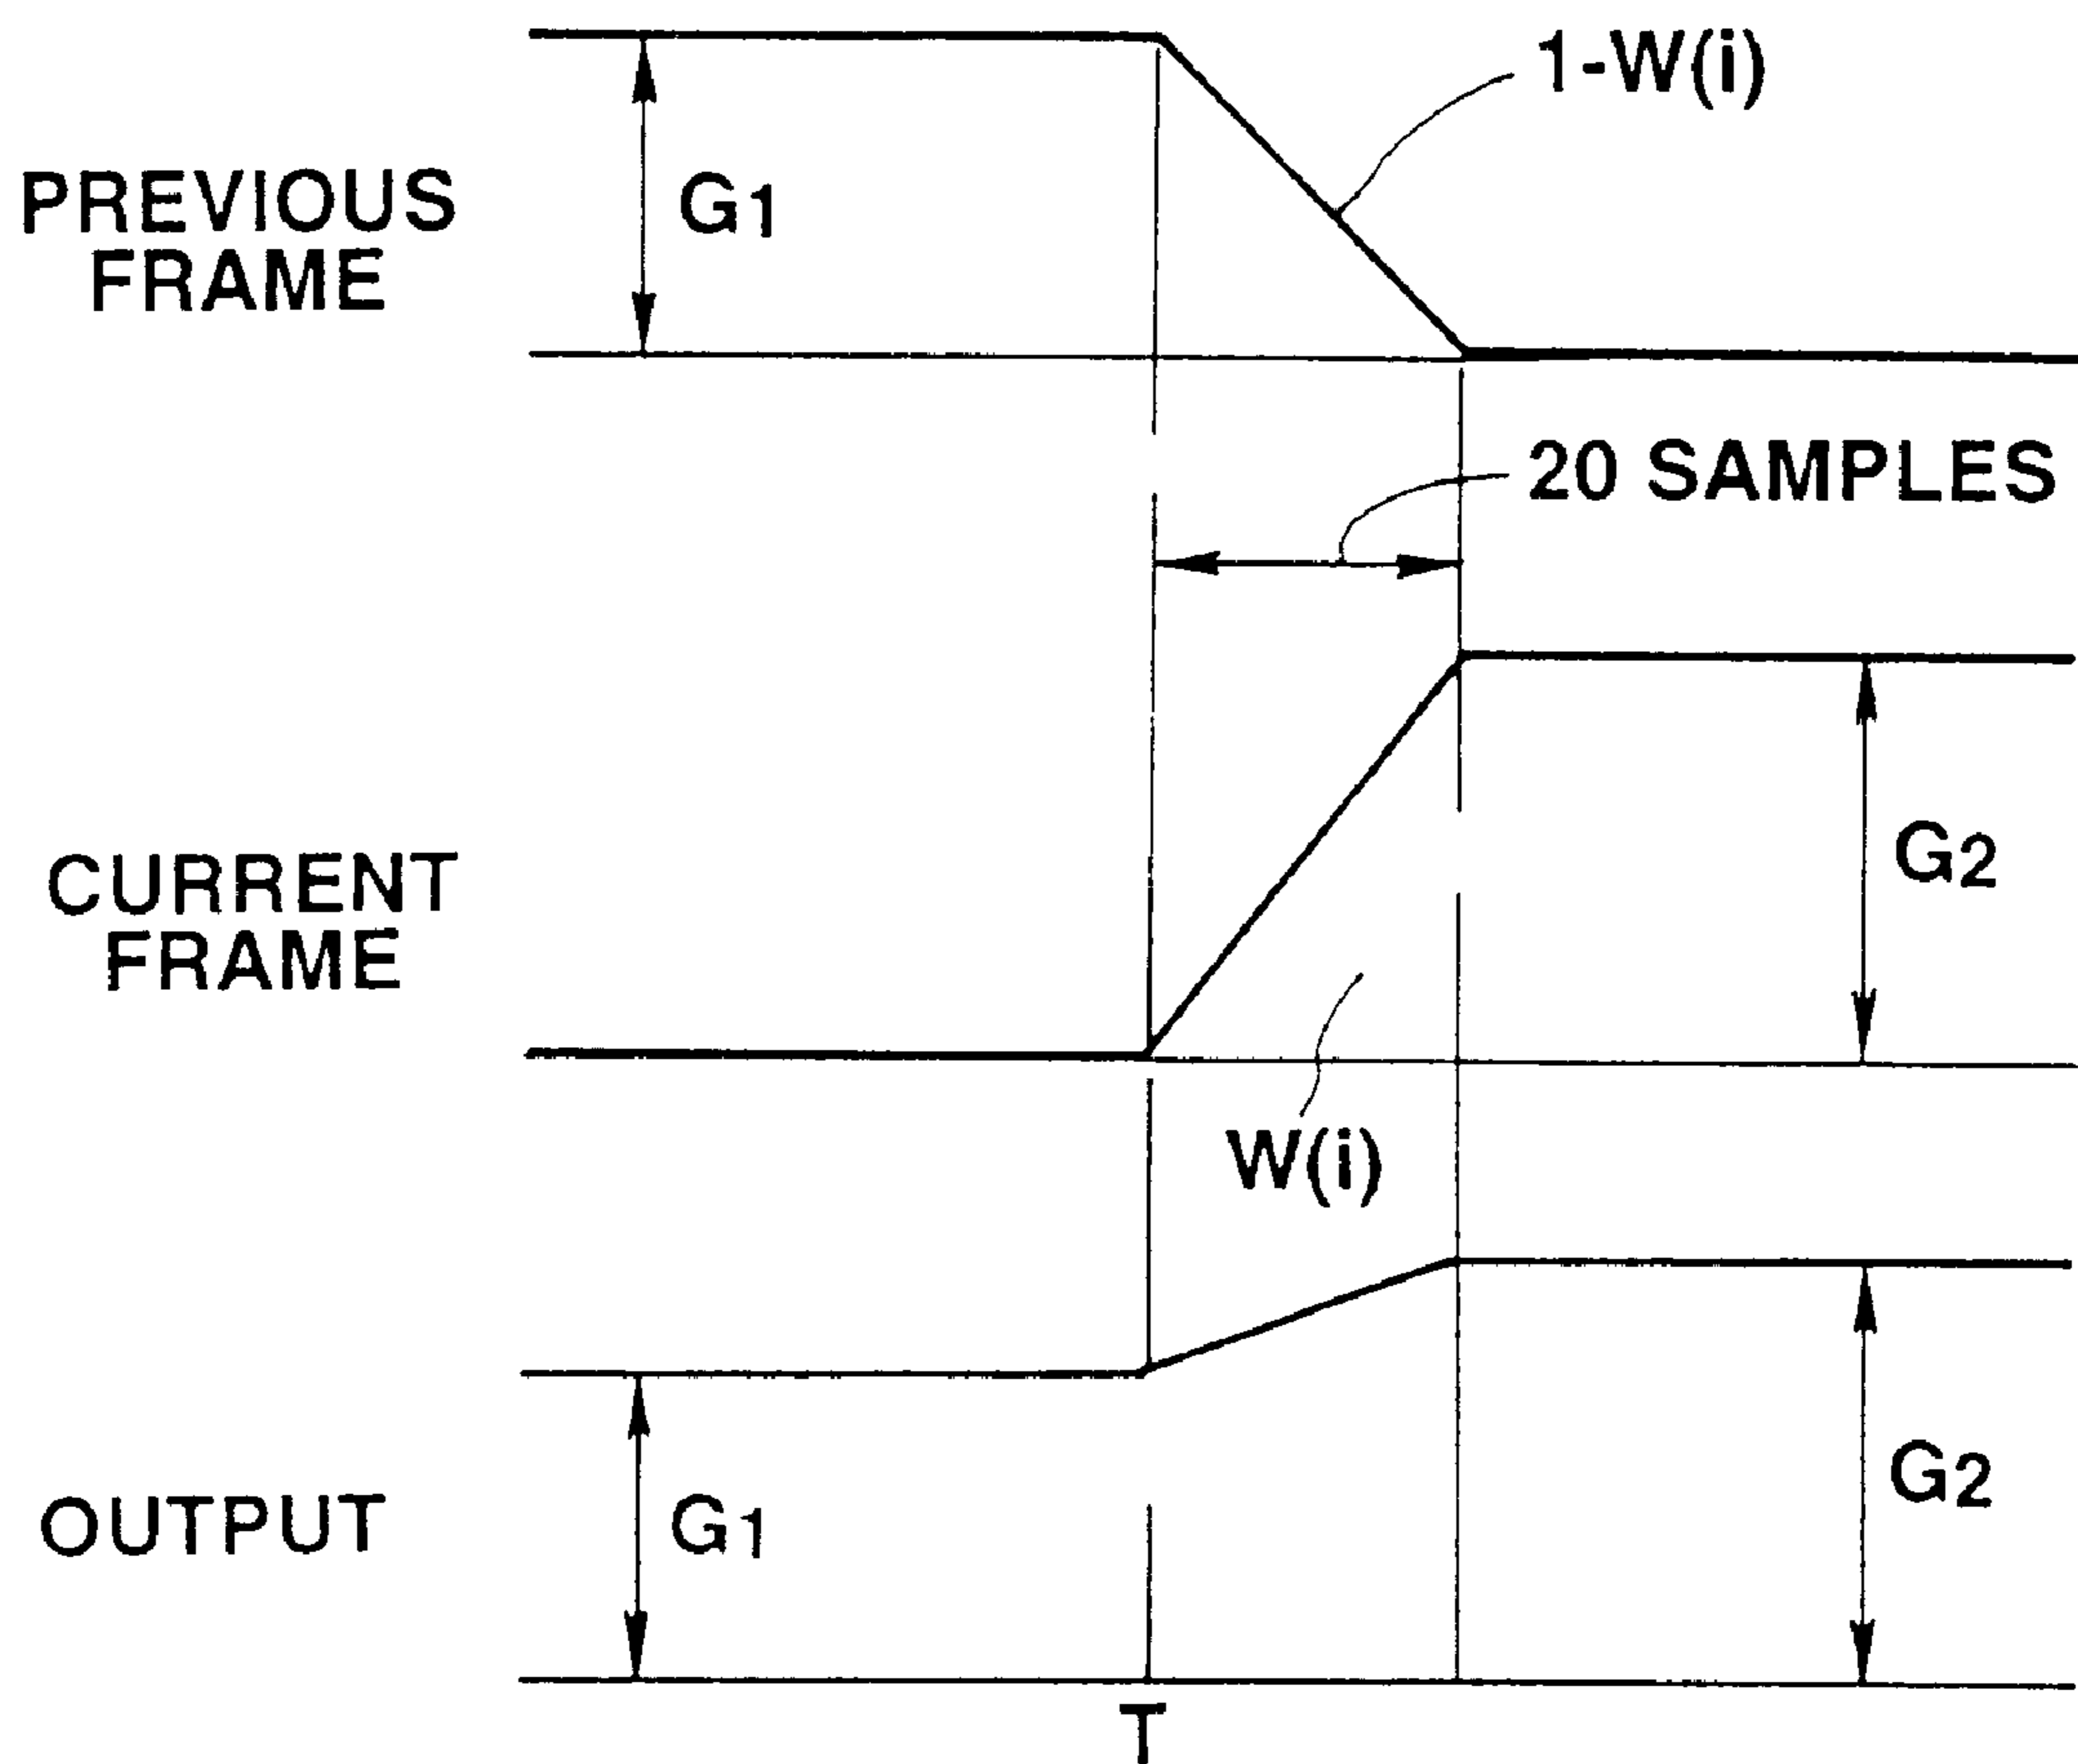 1-W(i)
PREVIOUS
FRAME
G1
20 SAMPLES
CURRENT
FRAME
G2
W(i)
OUTPUT
G1
G2
T